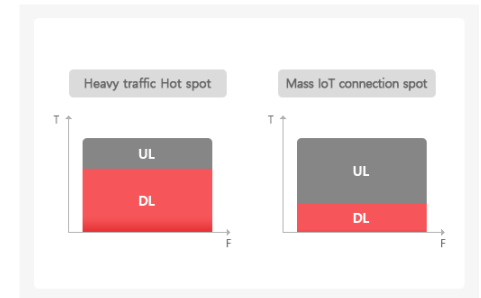 Heavy traffic Hot spot
Mass IoT connection spot
T
UL
DL
F
T
UL
DL
F